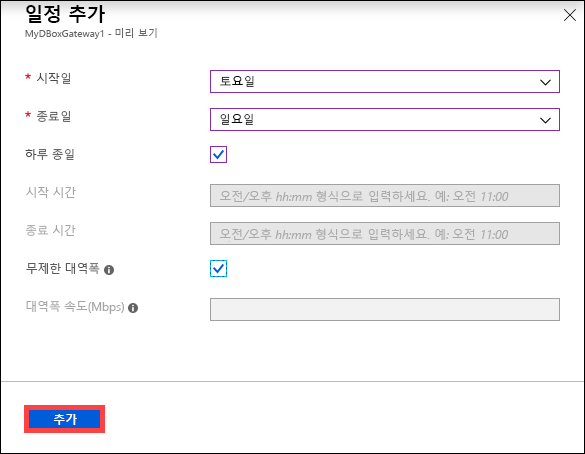 일정 추가
MyDBoxGateway1 - 미리 보기
* 시작일
토요일
* 종료일
일요일
하루 종일
시작 시간
오전/오후 hh:mm 형식으로 입력하세요. 예: 오전 11:00
종료 시간
오전/오후 hh:mm 형식으로 입력하세요. 예: 오전 11:00
무제한 대역폭
대역폭 속도(Mbps)
추가